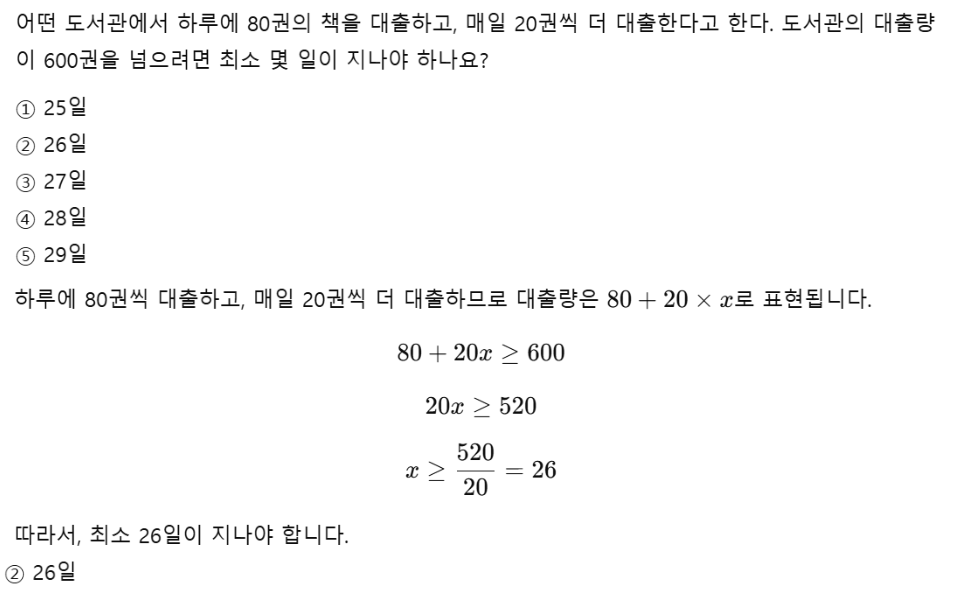 어떤 도서관에서 하루에 80권의 책을 대출하고, 매일 20권씩 더 대출한다고 한다. 도서관의 대출량
이 600권을 넘으려면 최소 몇 일이 지나야 하나요?
① 25일
② 26일
③ 27일
④ 28일
⑤ 29일
하루에 80권씩 대출하고, 매일 20권씩 더 대출하므로 대출량은 80 + 20 × x로 표현됩니다.
80 + 20x ≥ 600
20x ≥ 520
x ≥ 520/20 = 26
따라서, 최소 26일이 지나야 합니다.
② 26일